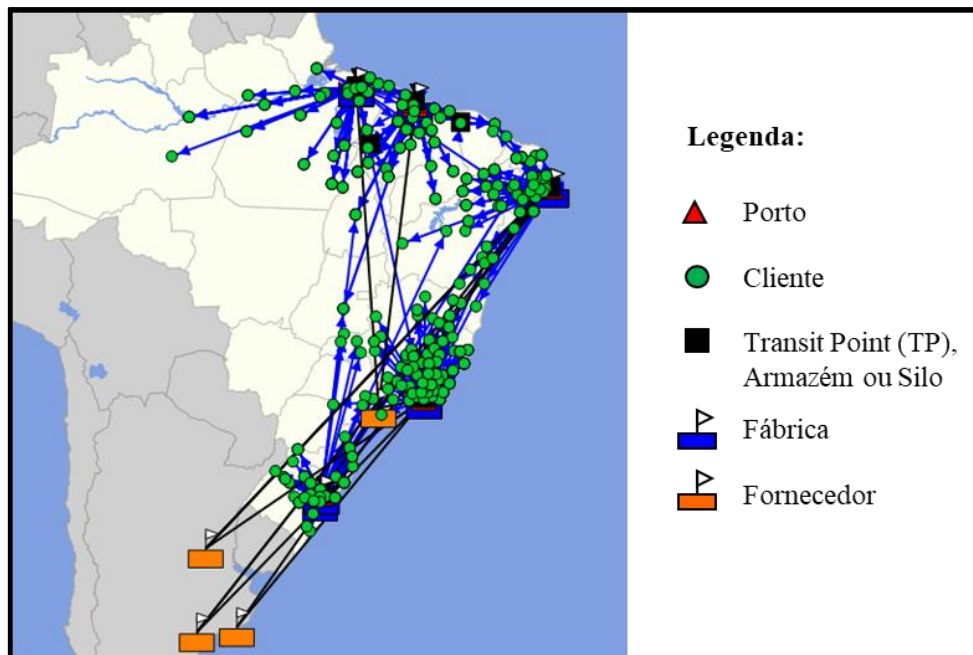 Legenda:
Porto
Cliente
Transit Point (TP),
Armazém ou Silo
Fábrica
Fornecedor